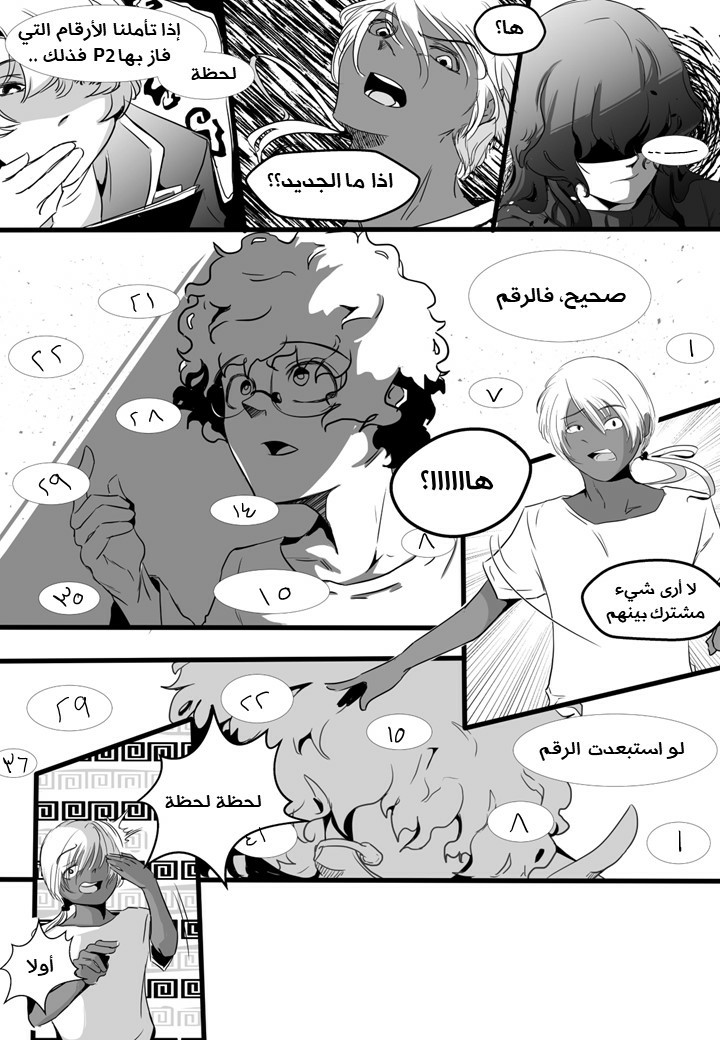 ها؟
اذا ما الجديد؟؟
إذا تأملنا الأرقام التي
فاز بها P2 فذلك ..
لحظة
صحيح، فالرقم
١
٧
٨
١٤
١٥
٢١
٢٢
٢٨
٢٩
٣٥
هاااااا؟
لا أرى شيء
مشترك بينهم
لو استبعدت الرقم
١
٨
١٥
٢٢
٢٩
٣٦
لحظة لحظة
أولا